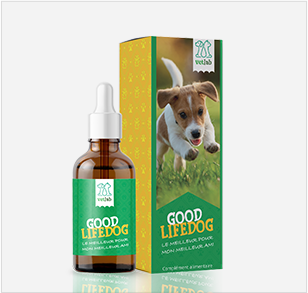 vetlab
GOOD
LIFEDOG
LE MEILLEUR POUR
MON MEILLEUR AMI
vetlab
GOOD
LIFEDOG
LE MEILLEUR POUR
MON MEILLEUR AMI
Complément alimentaire